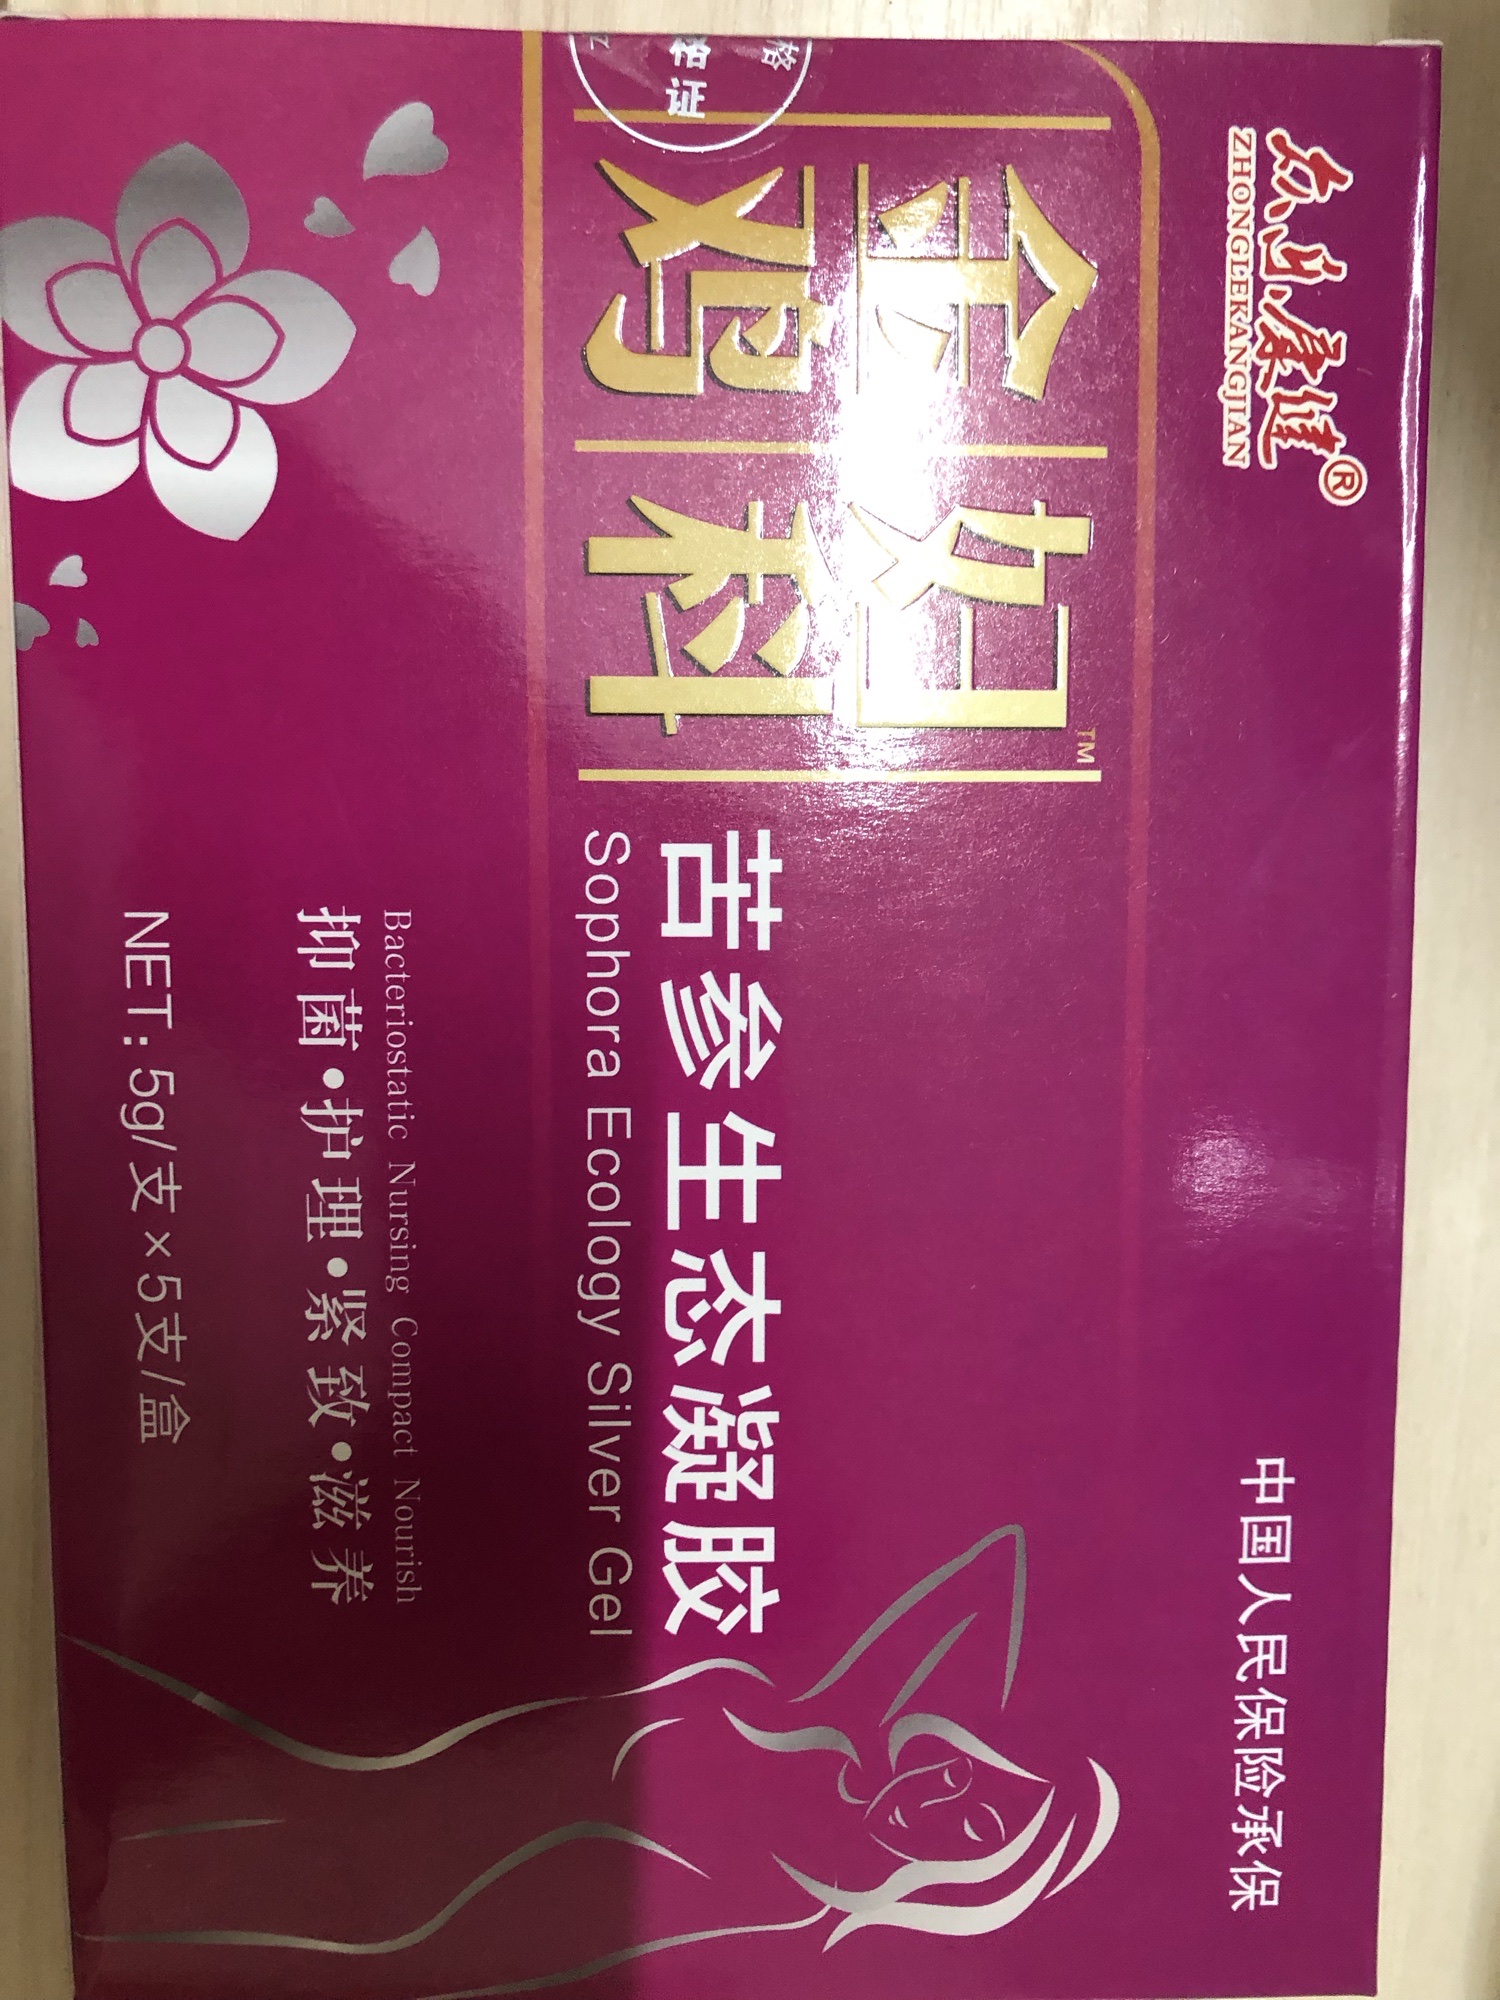 众乐康健®
ZHONGLEKANGJIAN
中国人民保险承保
格
格
证
金妇™
鸡科
苦参生态凝胶
Sophora Ecology Silver Gel
Bacteriostatic Nursing Compact Nourish
抑菌·护理·紧致·滋养
NET: 5g/支×5支/盒